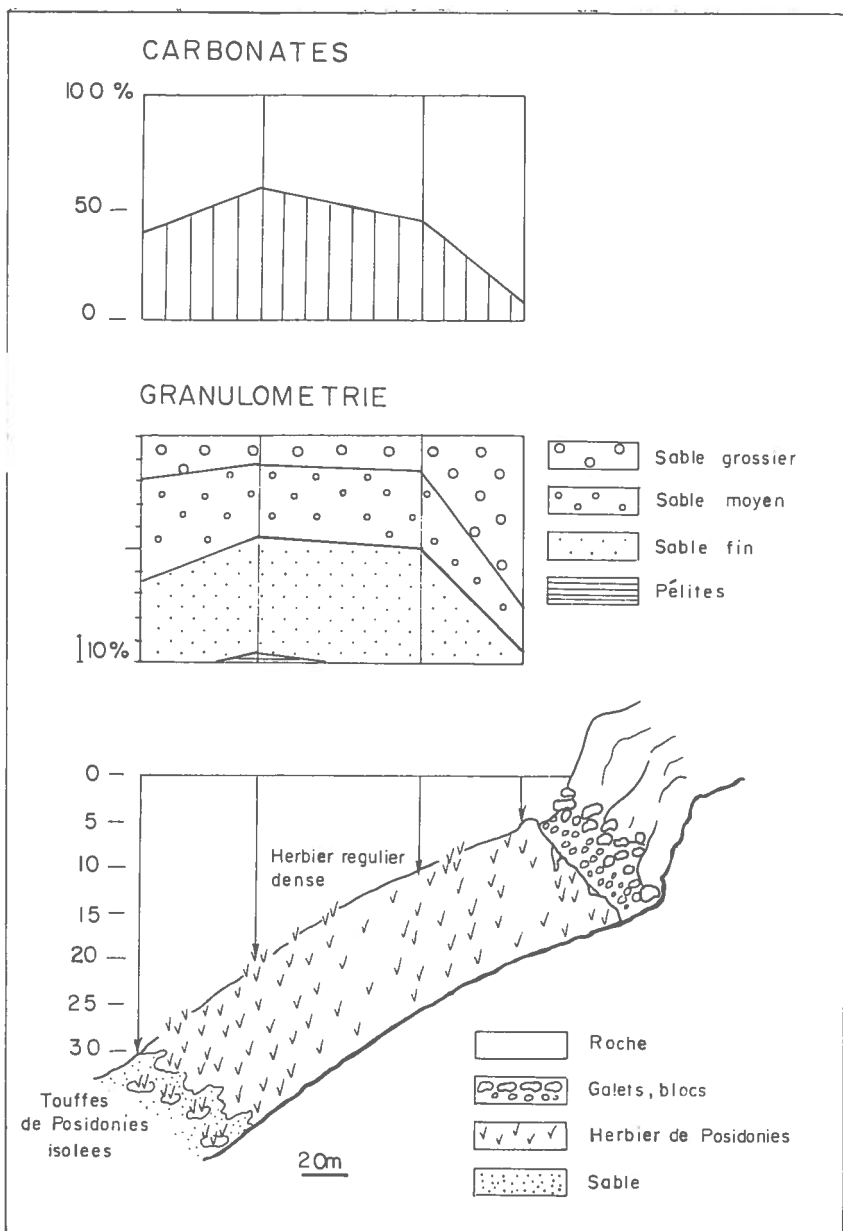 CARBONATES
100 %
50
0
GRANULOMETRIE
10%
Sable grossier
Sable moyen
Sable fin
Pélites
0
5
10
15
20
25
30
Herbier regulier
dense
Touffes
de Posidonies
isolees
20m
Roche
Galets, blocs
Herbier de Posidonies
Sable